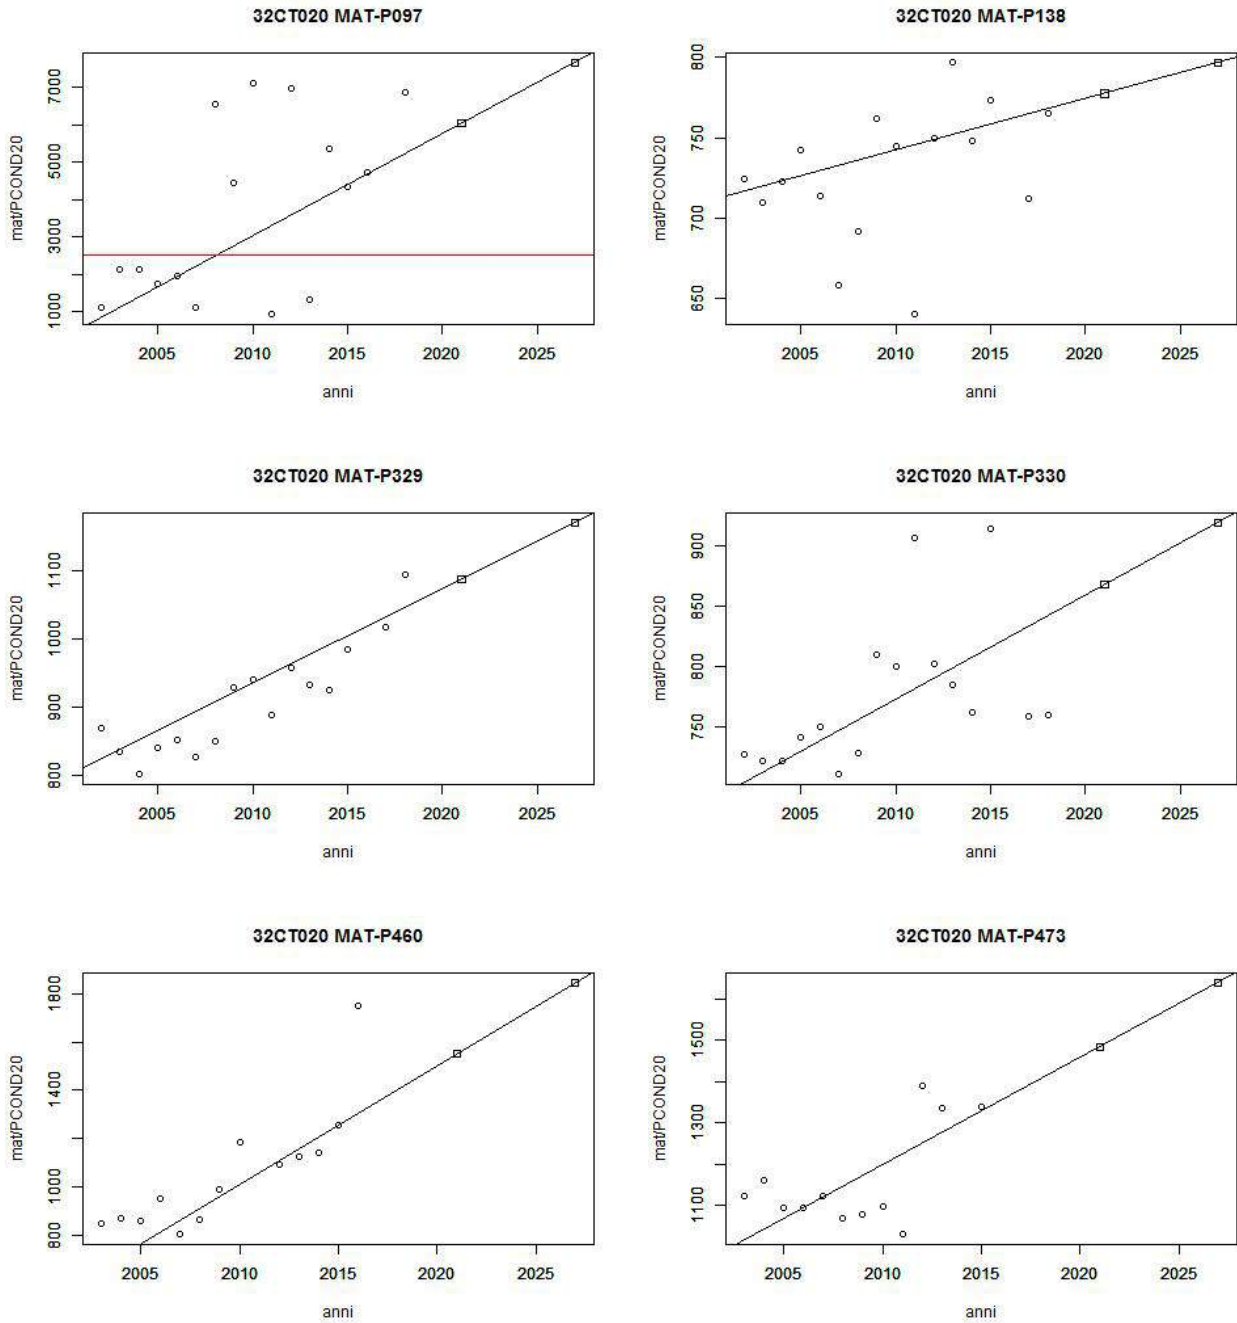 32CT020 MAT-P097
32CT020 MAT-P138
mat/PCOND20
1000 3000 5000 7000
2005 2010 2015 2020 2025
anni
mat/PCOND20
650 700 750 800
2005 2010 2015 2020 2025
anni
32CT020 MAT-P329
32CT020 MAT-P330
mat/PCOND20
800 900 1000 1100
2005 2010 2015 2020 2025
anni
mat/PCOND20
750 800 850 900
2005 2010 2015 2020 2025
anni
32CT020 MAT-P460
32CT020 MAT-P473
mat/PCOND20
800 1000 1400 1800
2005 2010 2015 2020 2025
anni
mat/PCOND20
1100 1300 1500
2005 2010 2015 2020 2025
anni